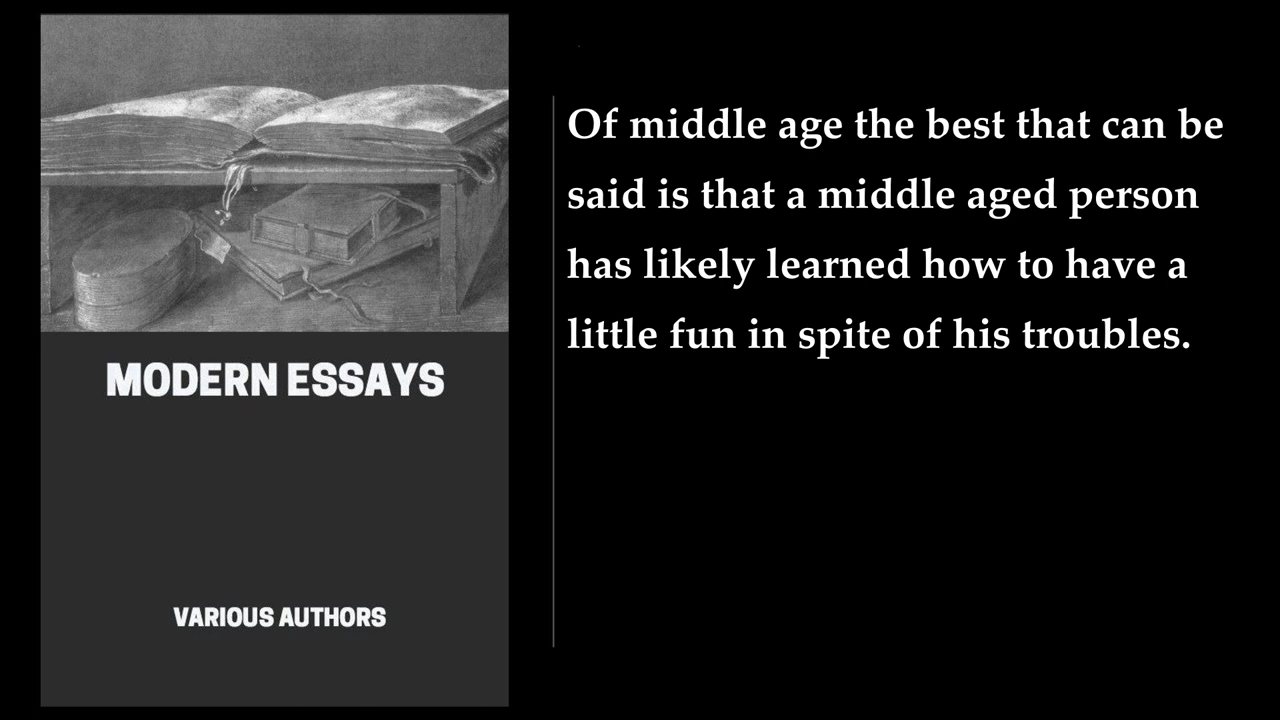 MODERN ESSAYS
VARIOUS AUTHORS
Of middle age the best that can be
said is that a middle aged person
has likely learned how to have a
little fun in spite of his troubles.